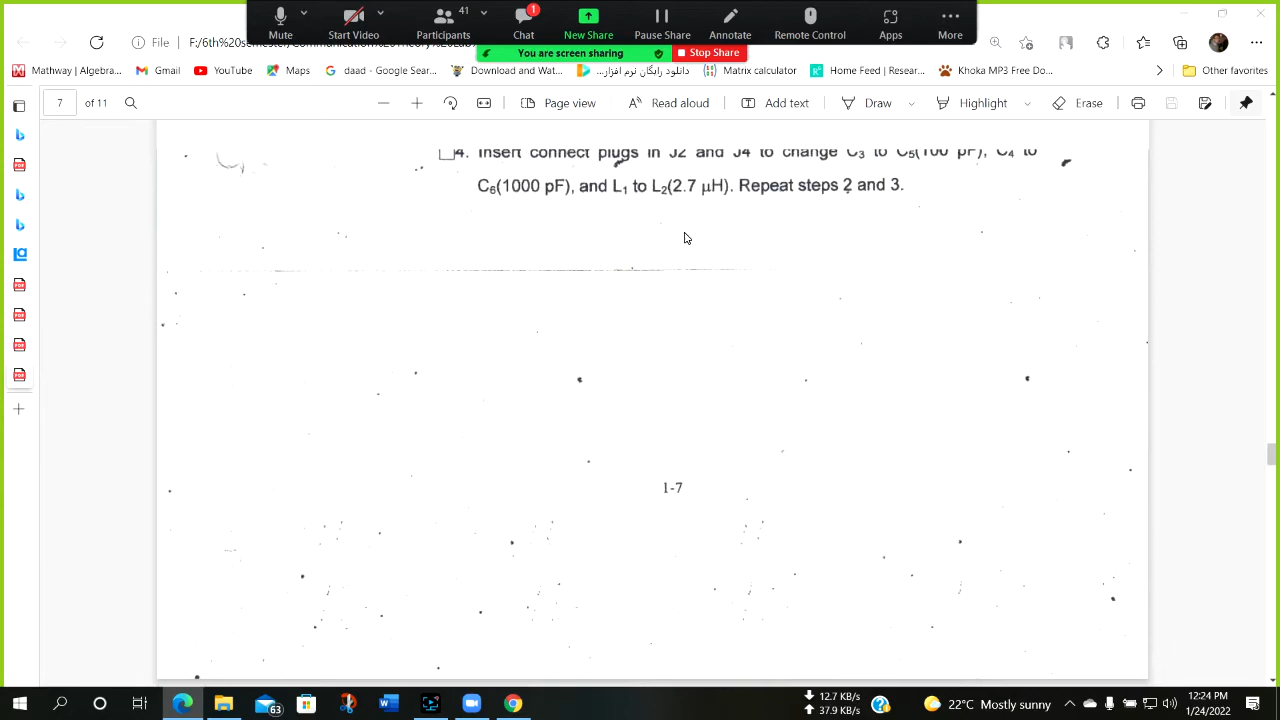 41
1
Mute
Start Video
Participants
Chat
New Share
Pause Share
Annotate
Remote Control
Apps
More
You are screen sharing
Stop Share
File
Mathway | Algebra...
Gmail
YouTube
Maps
daad - Google Sear...
Download and Wat...
دانلود رایگان نرم افزار...
Matrix calculator
Home Feed | Resear...
Khoka MP3 Free Do...
Other favorites
7 of 11
Page view
Read aloud
Add text
Draw
Highlight
Erase
4. Insert connect plugs in J2 and J4 to change C₃ to C₅(100 pF), C₄ to
C₆(1000 pF), and L₁ to L₂(2.7 μH). Repeat steps 2 and 3.
1-7
63
12.7 KB/s
37.9 KB/s
22°C Mostly sunny
12:24 PM
1/24/2022
3